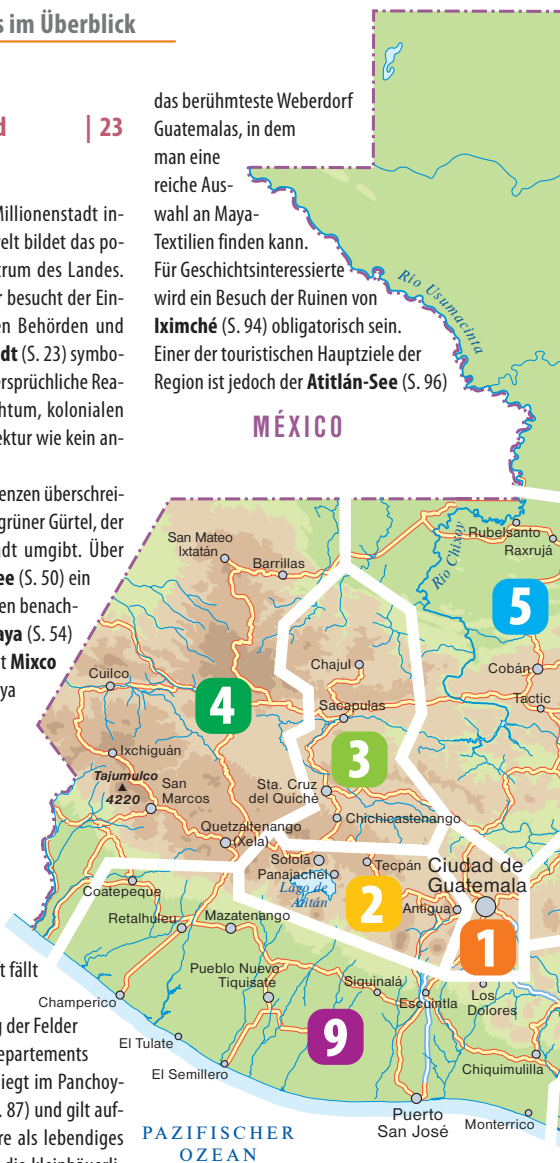 s im Überblick
d | 23
Millionenstadt in-
elt bildet das po-
trum des Landes.
r besucht der Ein-
en Behörden und
dt (S. 23) symbo-
ersprüchliche Rea-
chtum, kolonialen
ektur wie kein an-
enzen überschrei-
grüner Gürtel, der
adt umgibt. Über
ee (S. 50) ein
en benach-
aya (S. 54)
t Mixco
ya
t fällt
g der Felder
epartements
iegt im Panchoy-
. 87) und gilt auf-
re als lebendiges
die kleinbäuerli-
das berühmteste Weberdorf
Guatemalas, in dem
man eine
reiche Aus-
wahl an Maya-
Textilien finden kann.
Für Geschichtsinteressierte
wird ein Besuch der Ruinen von
Iximché (S. 94) obligatorisch sein.
Einer der touristischen Hauptziele der
Region ist jedoch der Atitlán-See (S. 96)
Rio Usumacinta
MÉXICO
San Mateo
Ixtatán
Barrillas
Rio Chixoy
Rubelsanto
Raxrujá
5
Chajul
Cobán
Cuilco
4
Sacapulas
Tactic
Ixchiguán
3
Tajumulco
4220
San
Marcos
Sta. Cruz
del Quiché
Chichicastenango
Quetzaltenango
(Xela)
Sololá
Panajachel
Lago de
Atitán
Tecpán
Ciudad de
Guatemala
2
Antigua
1
Coatepeque
Retalhuleu
Mazatenango
Pueblo Nuevo
Tiquisate
Siquinalá
Escuintla
Los
Dolores
Champerico
9
El Tulate
El Semillero
Chiquimulilla
Puerto
San José
Monterrico
PAZIFISCHER
OZEAN